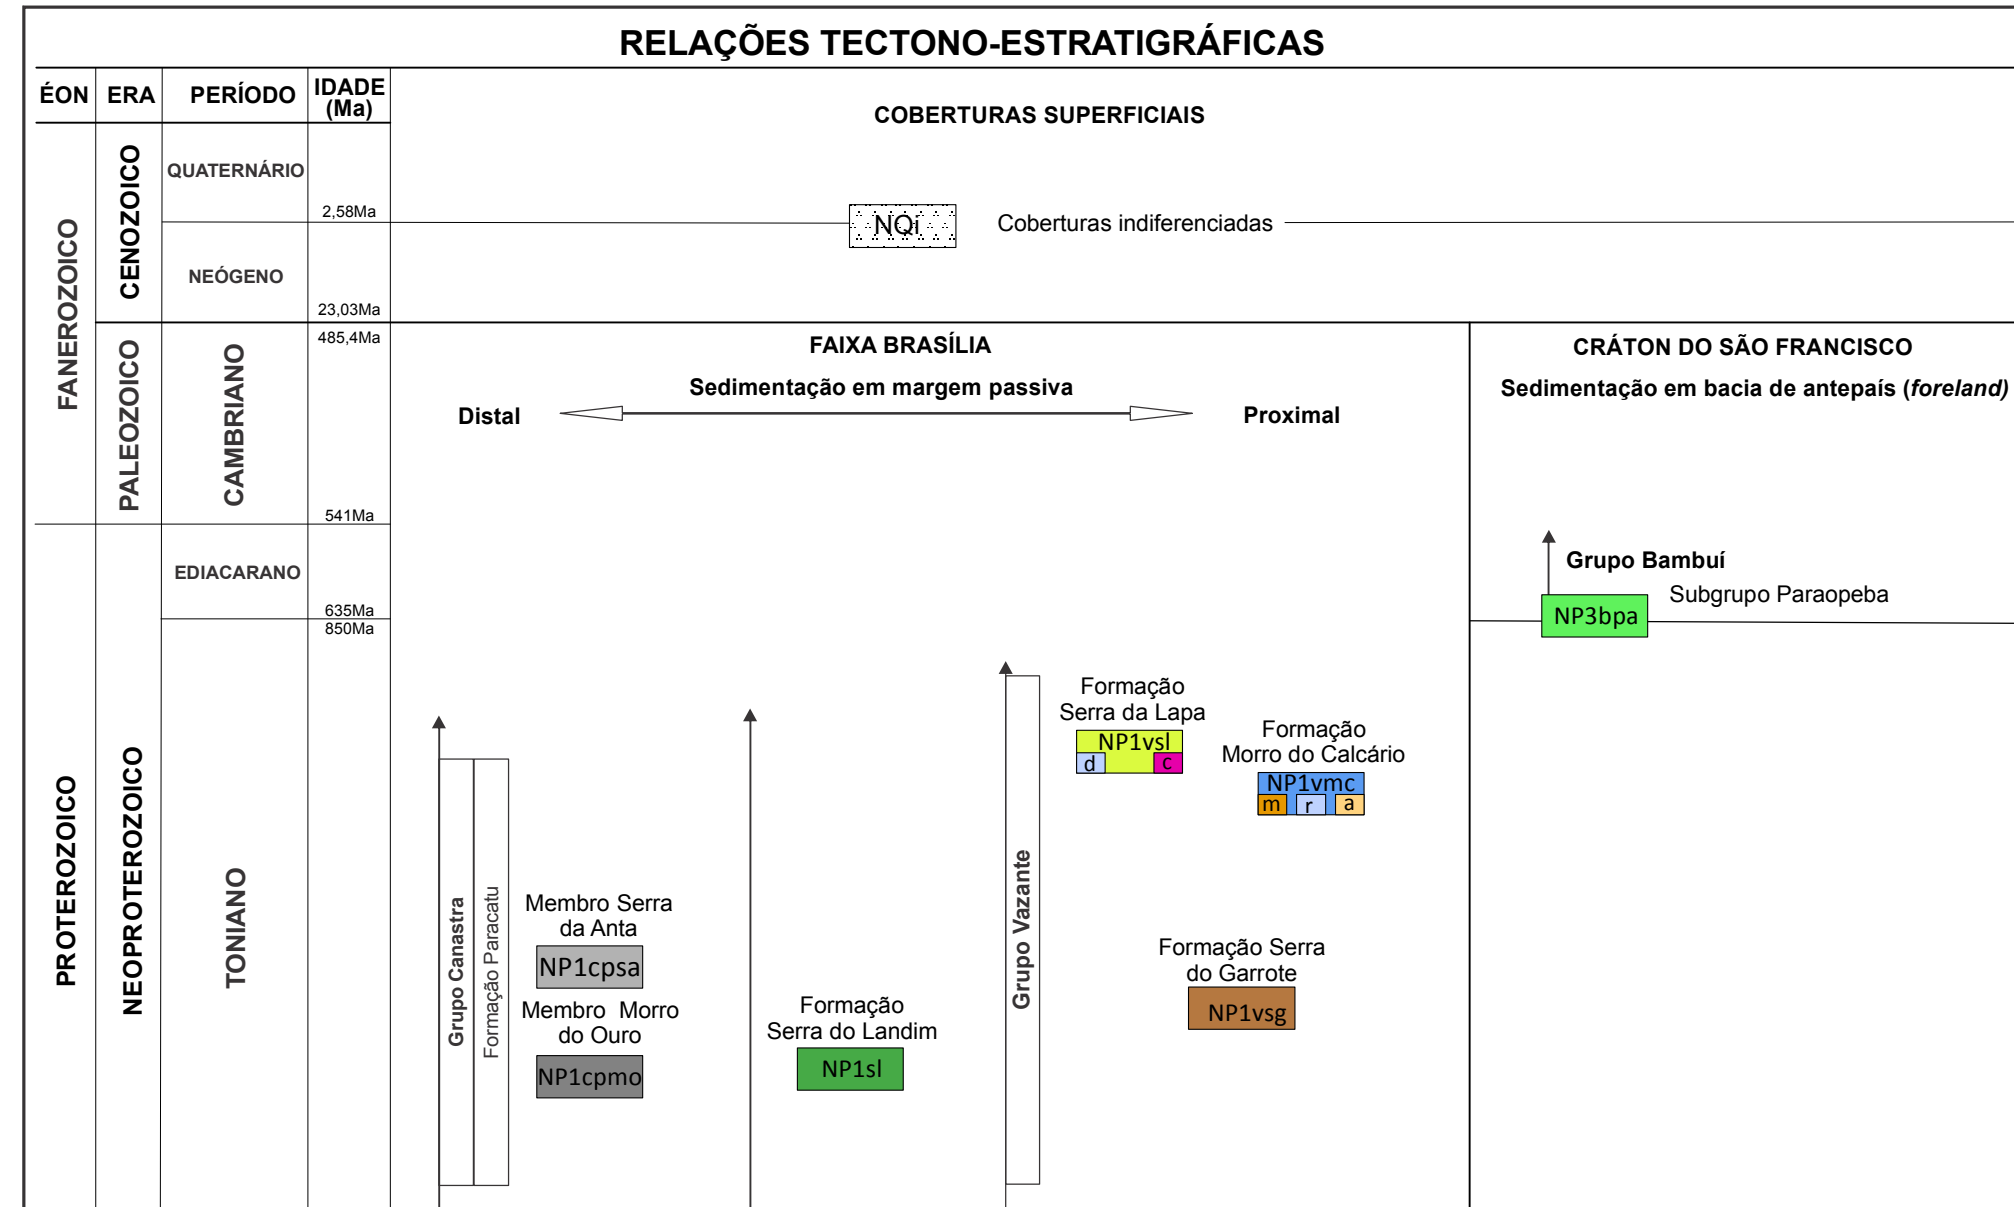 RELAÇÕES TECTONO-ESTRATIGRÁFICAS
ÉON
ERA
PERÍODO
IDADE
(Ma)
COBERTURAS SUPERFICIAIS
FANEROZOICO
CENOZOICO
QUATERNÁRIO
2,58Ma
NQi
Coberturas indiferenciadas
NEÓGENO
23,03Ma
PALEOZOICO
CAMBRIANO
485,4Ma
541Ma
FAIXA BRASÍLIA
Sedimentação em margem passiva
Distal
Proximal
CRÁTON DO SÃO FRANCISCO
Sedimentação em bacia de antepaís (foreland)
PROTEROZOICO
NEOPROTEROZOICO
EDIACARANO
635Ma
850Ma
Grupo Bambuí
Subgrupo Paraopeba
NP3bpa
TONIANO
Grupo Canastra
Formação Paracatu
Membro Serra
da Anta
NP1cpsa
Membro Morro
do Ouro
NP1cpmo
Formação
Serra do Landim
NP1sl
Grupo Vazante
Formação
Serra da Lapa
NP1vsl
d
c
Formação
Morro do Calcário
NP1vmc
m
r
a
Formação Serra
do Garrote
NP1vsg